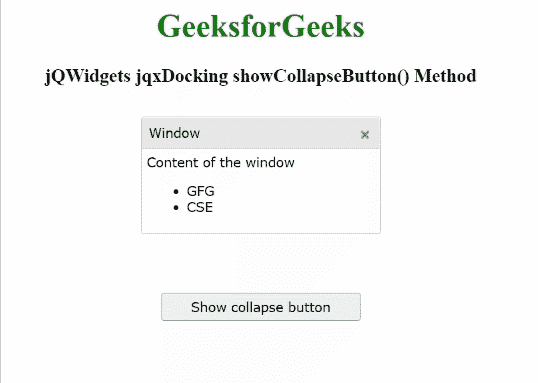 GeeksforGeeks
jQWidgets jqxDocking showCollapseButton() Method
Window
Content of the window
GFG
CSE
Show collapse button